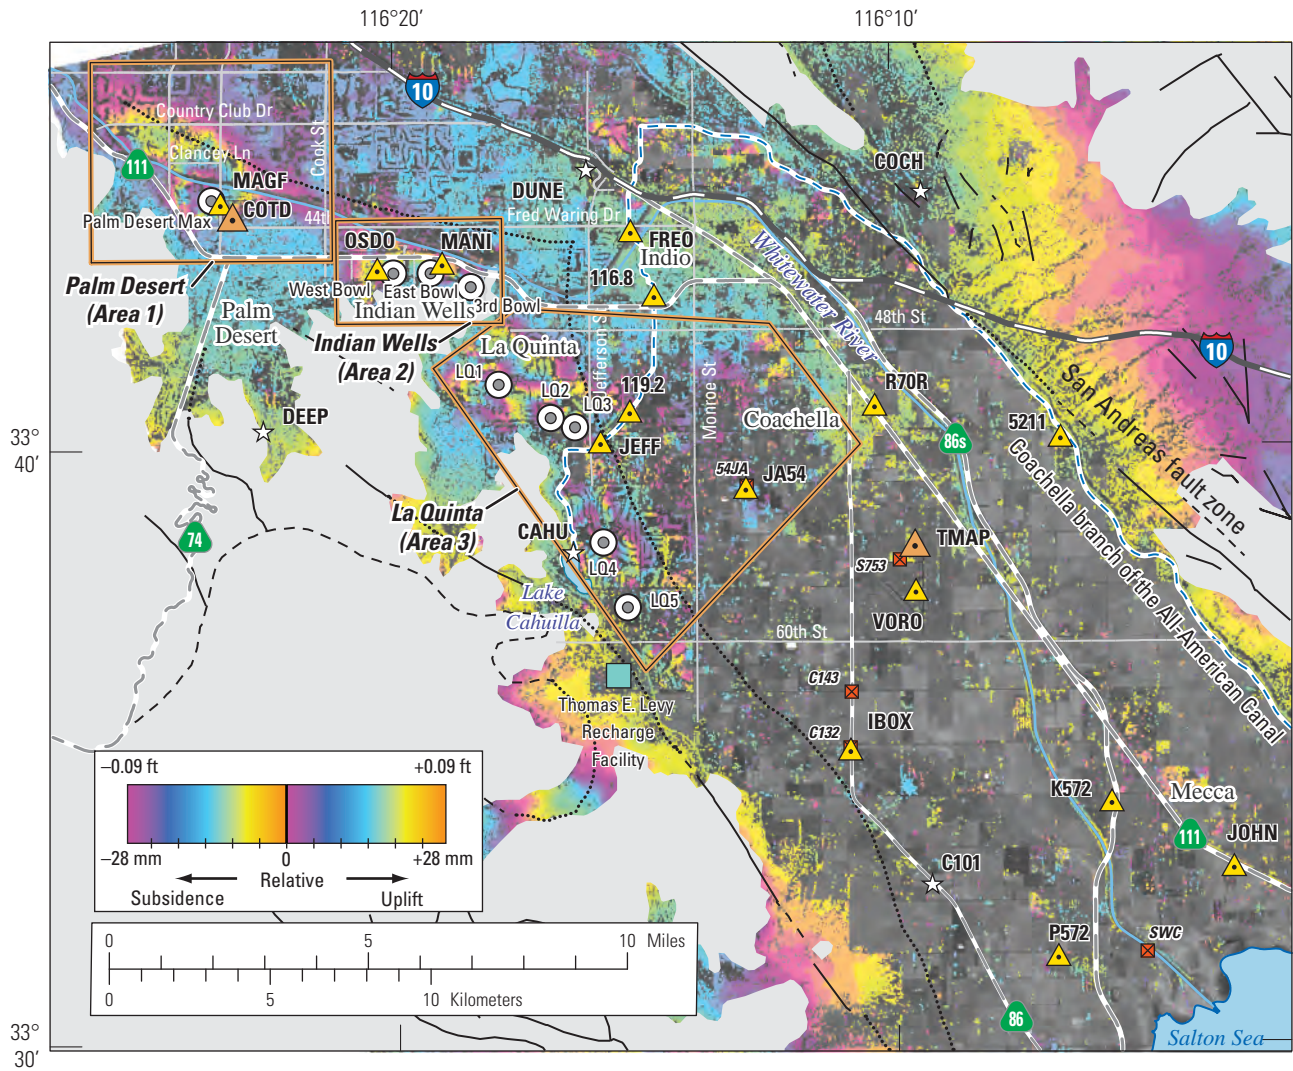 116°20′
116°10′
10
Country Club Dr
Cook St
Clancey Ln
111
MAGF
COTD
Palm Desert Max
44th
DUNE
Fred Waring Dr
COCH
OSDO
MANI
FREO
Indio
116.8
West Bowl
East Bowl
3rd Bowl
Indian Wells
Palm Desert
(Area 1)
Palm
Desert
Indian Wells
(Area 2)
Whitewater River
48th St
10
La Quinta
Jefferson St
Monroe St
LQ1
LQ2
LQ3
119.2
R70R
DEEP
Coachella
86s
5211
San Andreas fault zone
33°
40′
JEFF
54JA
JA54
La Quinta
(Area 3)
CAHU
LQ4
LQ5
74
TMAP
S753
VORO
Coachella branch of the All-American Canal
Lake
Cahuilla
60th St
C143
Thomas E. Levy
Recharge
Facility
IBOX
C132
–0.09 ft
+0.09 ft
–28 mm
0
+28 mm
Relative
Subsidence
Uplift
K572
Mecca
111
JOHN
C101
P572
SWC
0
5
10 Miles
0
5
10 Kilometers
86
33°
30′
Salton Sea